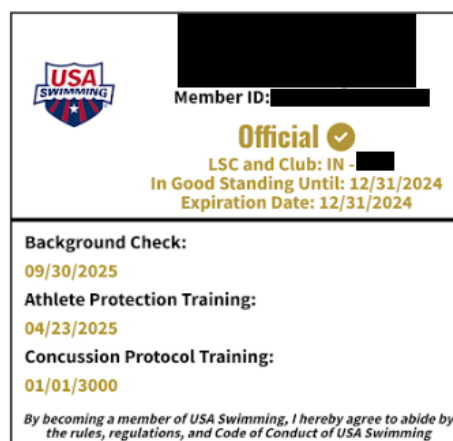 USA
SWIMMING
Member ID:
Official
LSC and Club: IN -
In Good Standing Until: 12/31/2024
Expiration Date: 12/31/2024
Background Check:
09/30/2025
Athlete Protection Training:
04/23/2025
Concussion Protocol Training:
01/01/3000
By becoming a member of USA Swimming, I hereby agree to abide by
the rules, regulations, and Code of Conduct of USA Swimming